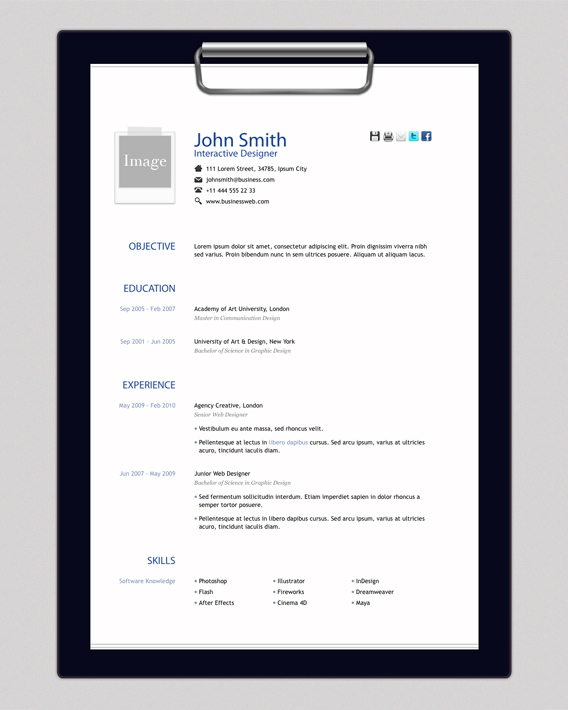 Image
John Smith
Interactive Designer
111 Lorem Street, 34785, Ipsum City
johnsmith@business.com
+11 444 555 22 33
www.businessweb.com
OBJECTIVE
Lorem ipsum dolor sit amet, consectetur adipiscing elit. Proin dignissim viverra nibh
sed varius. Proin bibendum nunc in sem ultrices posuere. Aliquam ut aliquam lacus.
EDUCATION
Sep 2005 - Feb 2007
Academy of Art University, London
Master in Communication Design
Sep 2001 - Jun 2005
University of Art & Design, New York
Bachelor of Science in Graphic Design
EXPERIENCE
May 2009 - Feb 2010
Agency Creative, London
Senior Web Designer
Vestibulum eu ante massa, sed rhoncus velit.
Pellentesque at lectus in libero dapibus cursus. Sed arcu ipsum, varius at ultricies
acuro, tincidunt iaculis diam.
Jun 2007 - May 2009
Junior Web Designer
Bachelor of Science in Graphic Design
Sed fermentum sollicitudin interdum. Etiam imperdiet sapien in dolor rhoncus a
semper tortor posuere.
Pellentesque at lectus in libero dapibus cursus. Sed arcu ipsum, varius at ultricies
acuro, tincidunt iaculis diam.
SKILLS
Software Knowledge
Photoshop
Illustrator
InDesign
Flash
Fireworks
Dreamweaver
After Effects
Cinema 4D
Maya